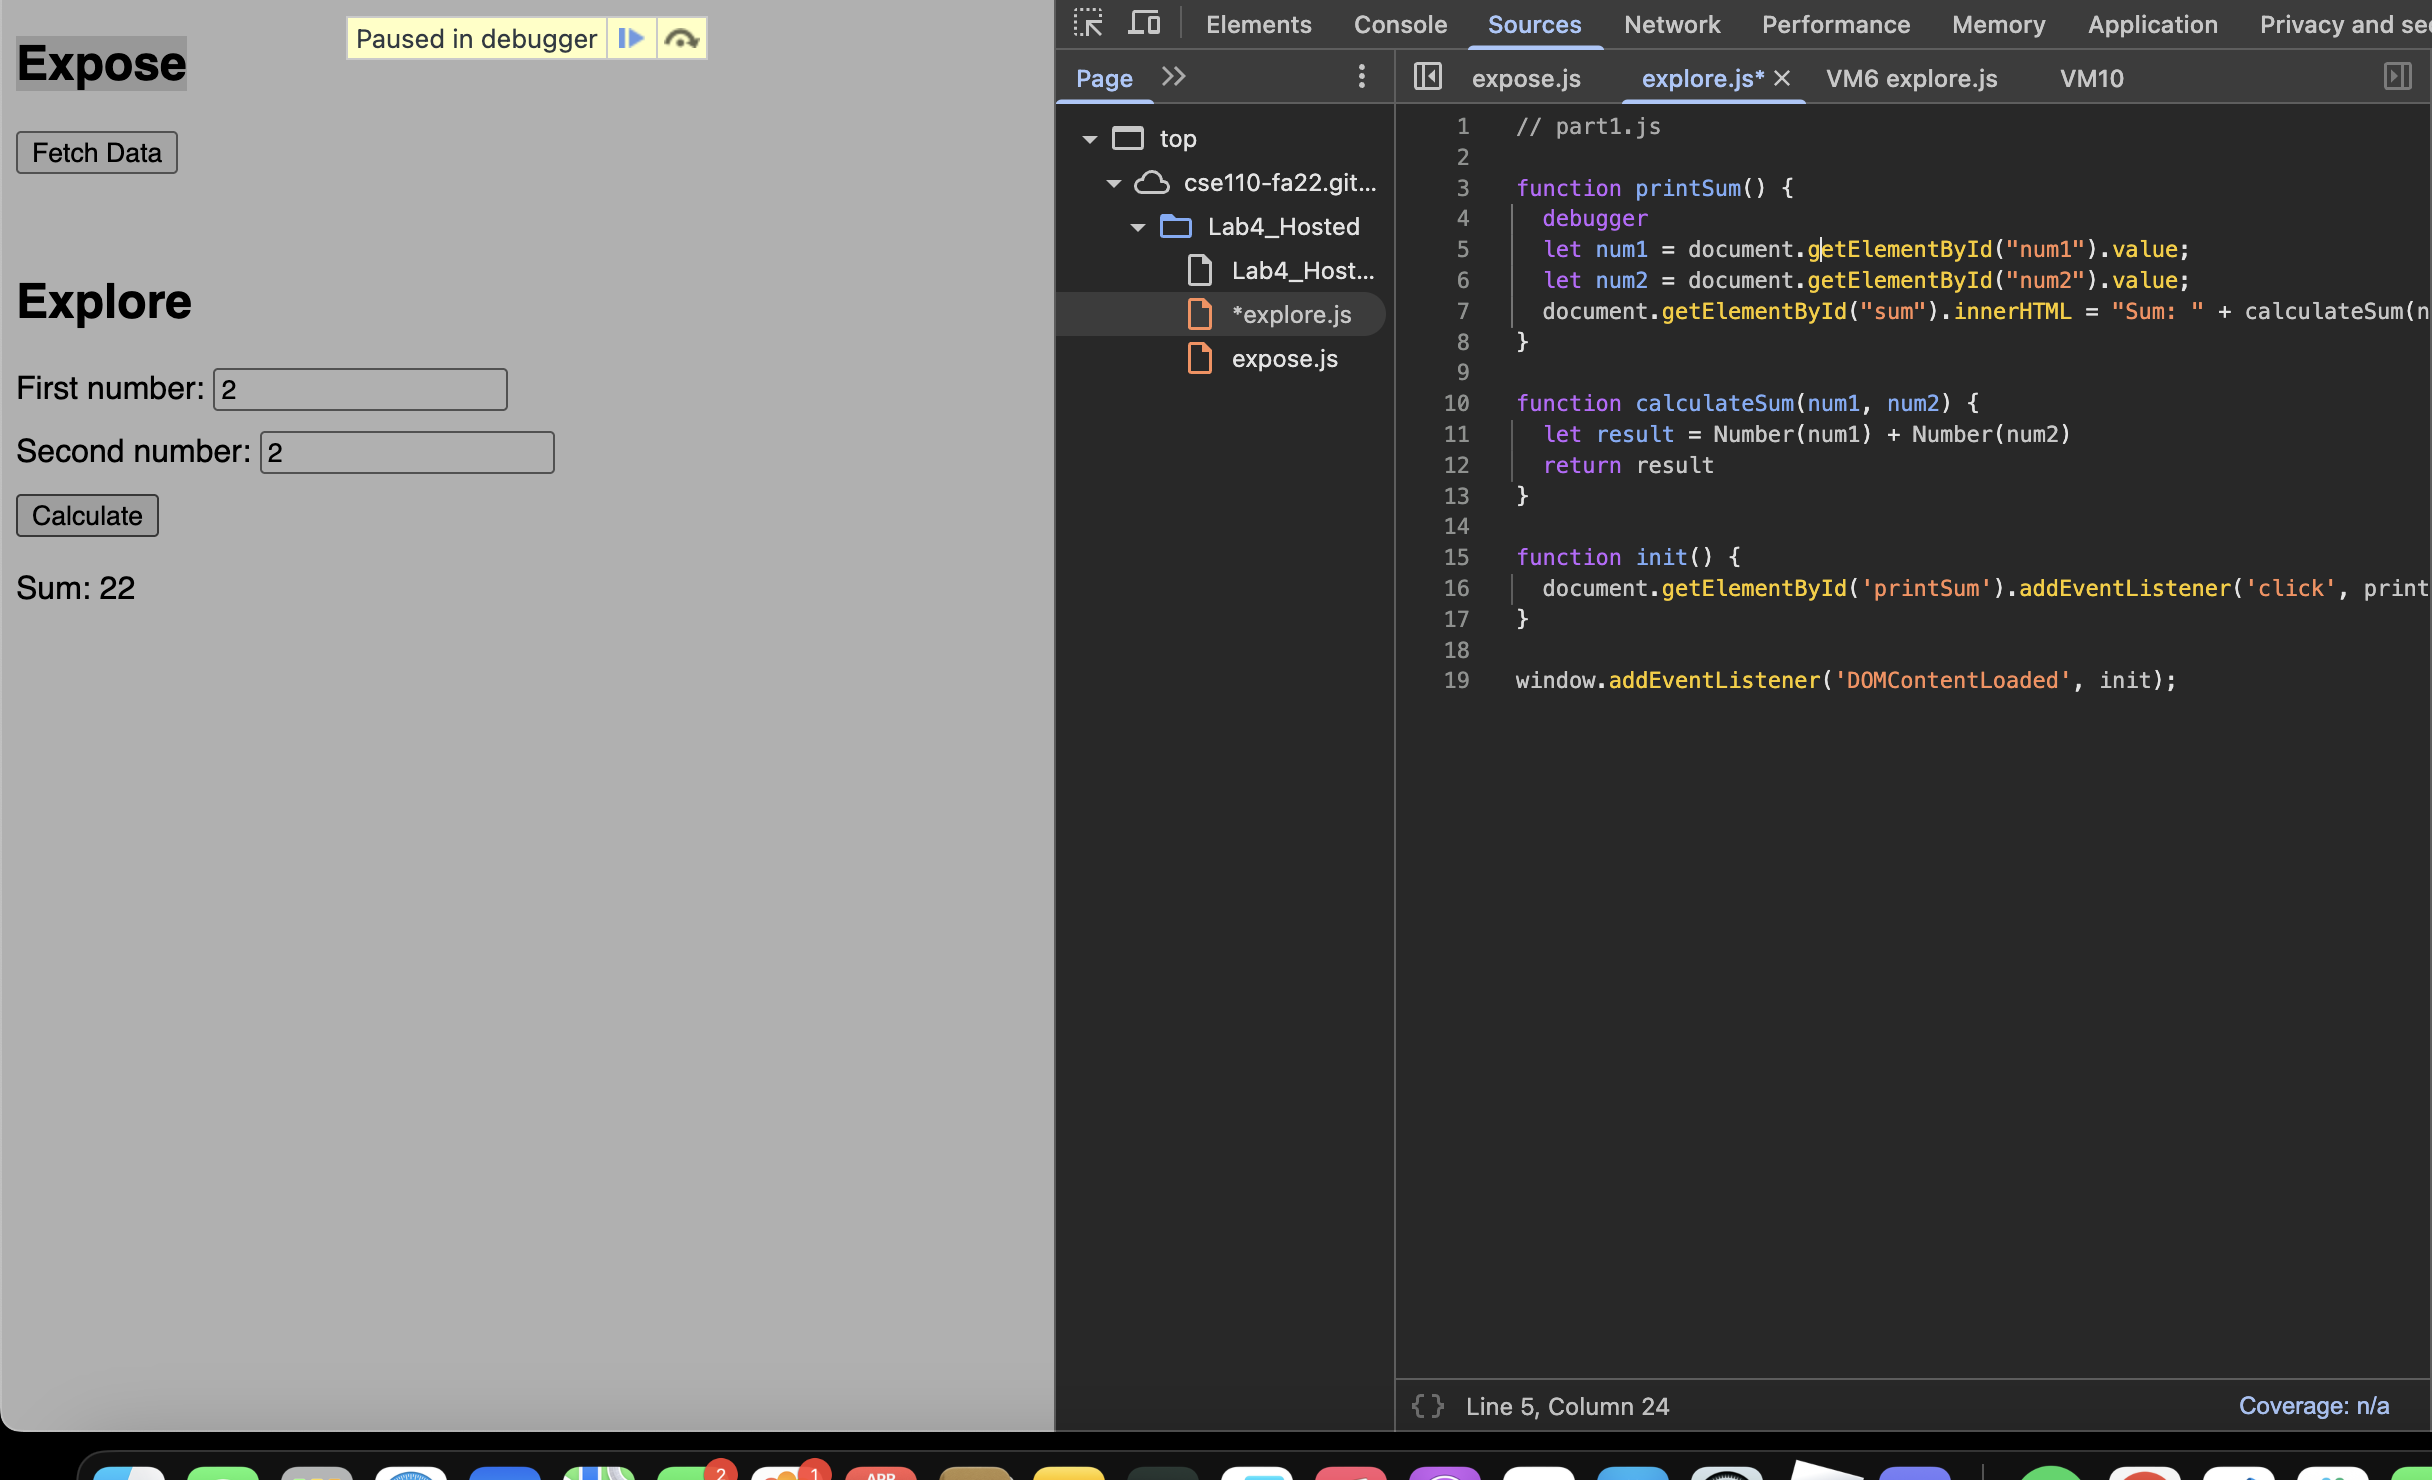 Expose
Paused in debugger
Fetch Data
Explore
First number: 2
Second number: 2
Calculate
Sum: 22
Elements Console Sources Network Performance Memory Application Privacy and sec
Page
expose.js explore.js* VM6 explore.js VM10
top
cse110-fa22.git...
Lab4_Hosted
Lab4_Host...
*explore.js
expose.js
1 // part1.js
2
3 function printSum() {
4 debugger
5 let num1 = document.getElementById("num1").value;
6 let num2 = document.getElementById("num2").value;
7 document.getElementById("sum").innerHTML = "Sum: " + calculateSum(n
8 }
9
10 function calculateSum(num1, num2) {
11 let result = Number(num1) + Number(num2)
12 return result
13 }
14
15 function init() {
16 document.getElementById('printSum').addEventListener('click', print
17 }
18
19 window.addEventListener('DOMContentLoaded', init);
{ } Line 5, Column 24
Coverage: n/a
2
1